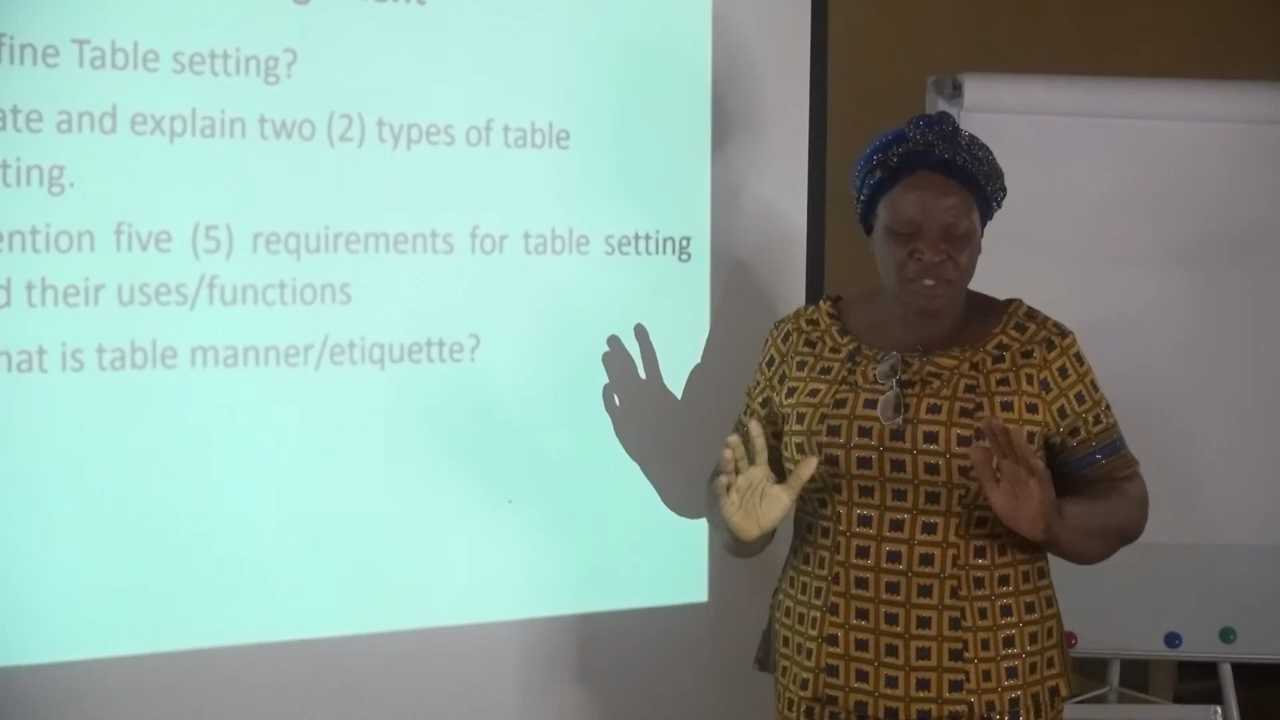 fine Table setting?
ate and explain two (2) types of table
ting.
ention five (5) requirements for table setting
d their uses/functions
hat is table manner/etiquette?